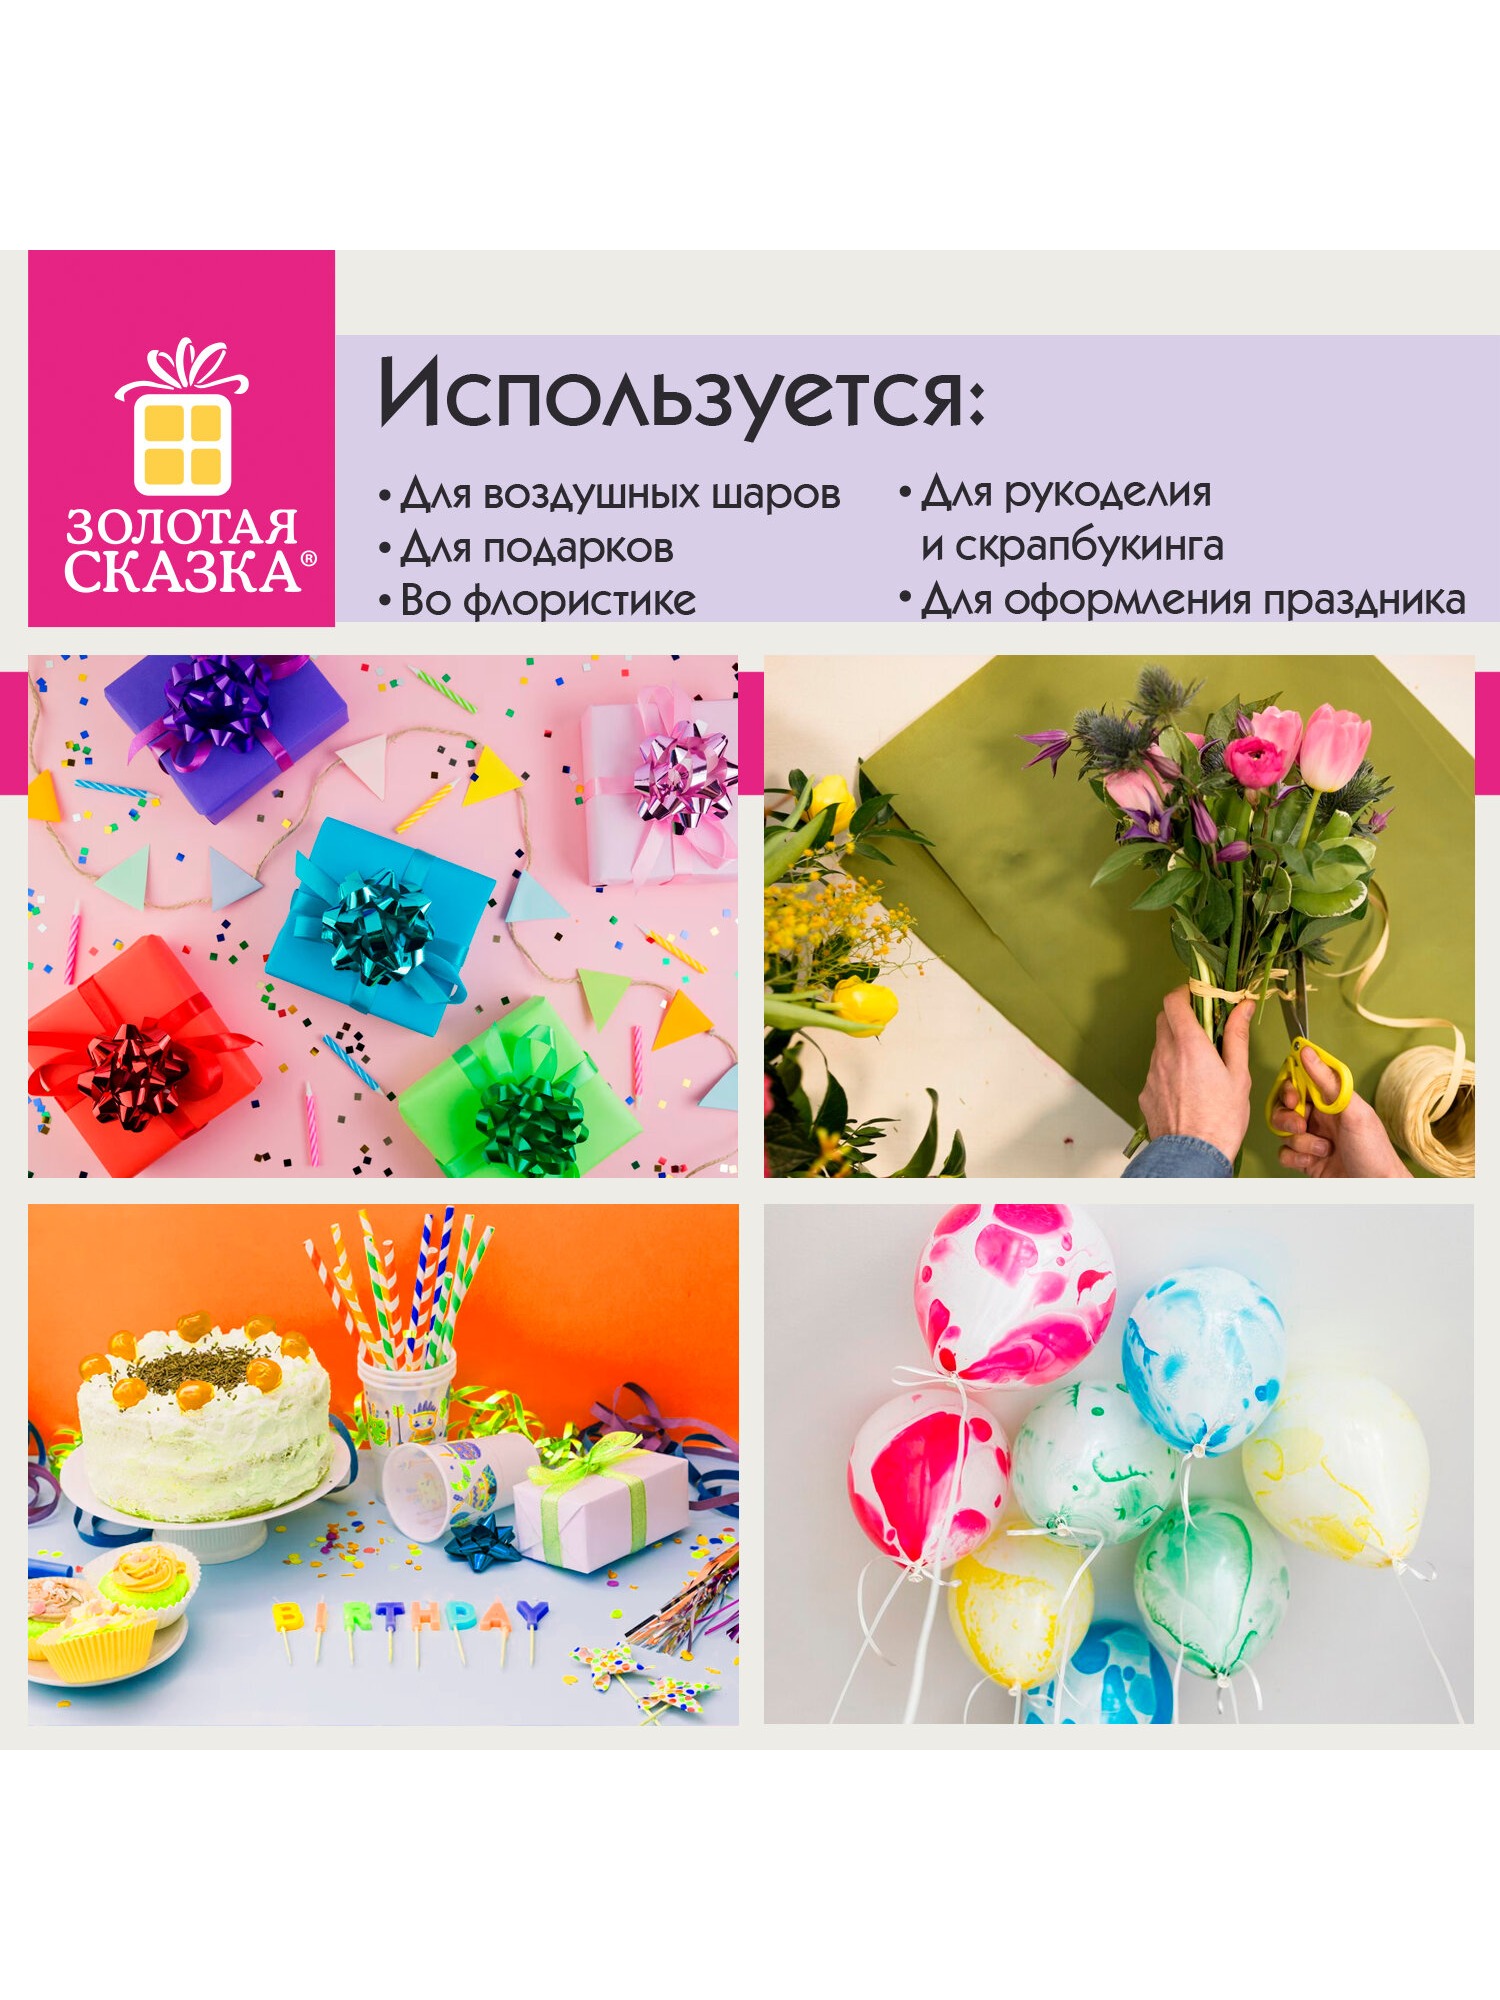 ЗОЛОТАЯ
СКАЗКА®
Используется:
• Для воздушных шаров
• Для подарков
• Во флористике
• Для рукоделия
и скрапбукинга
• Для оформления праздника
BIRTHDAY